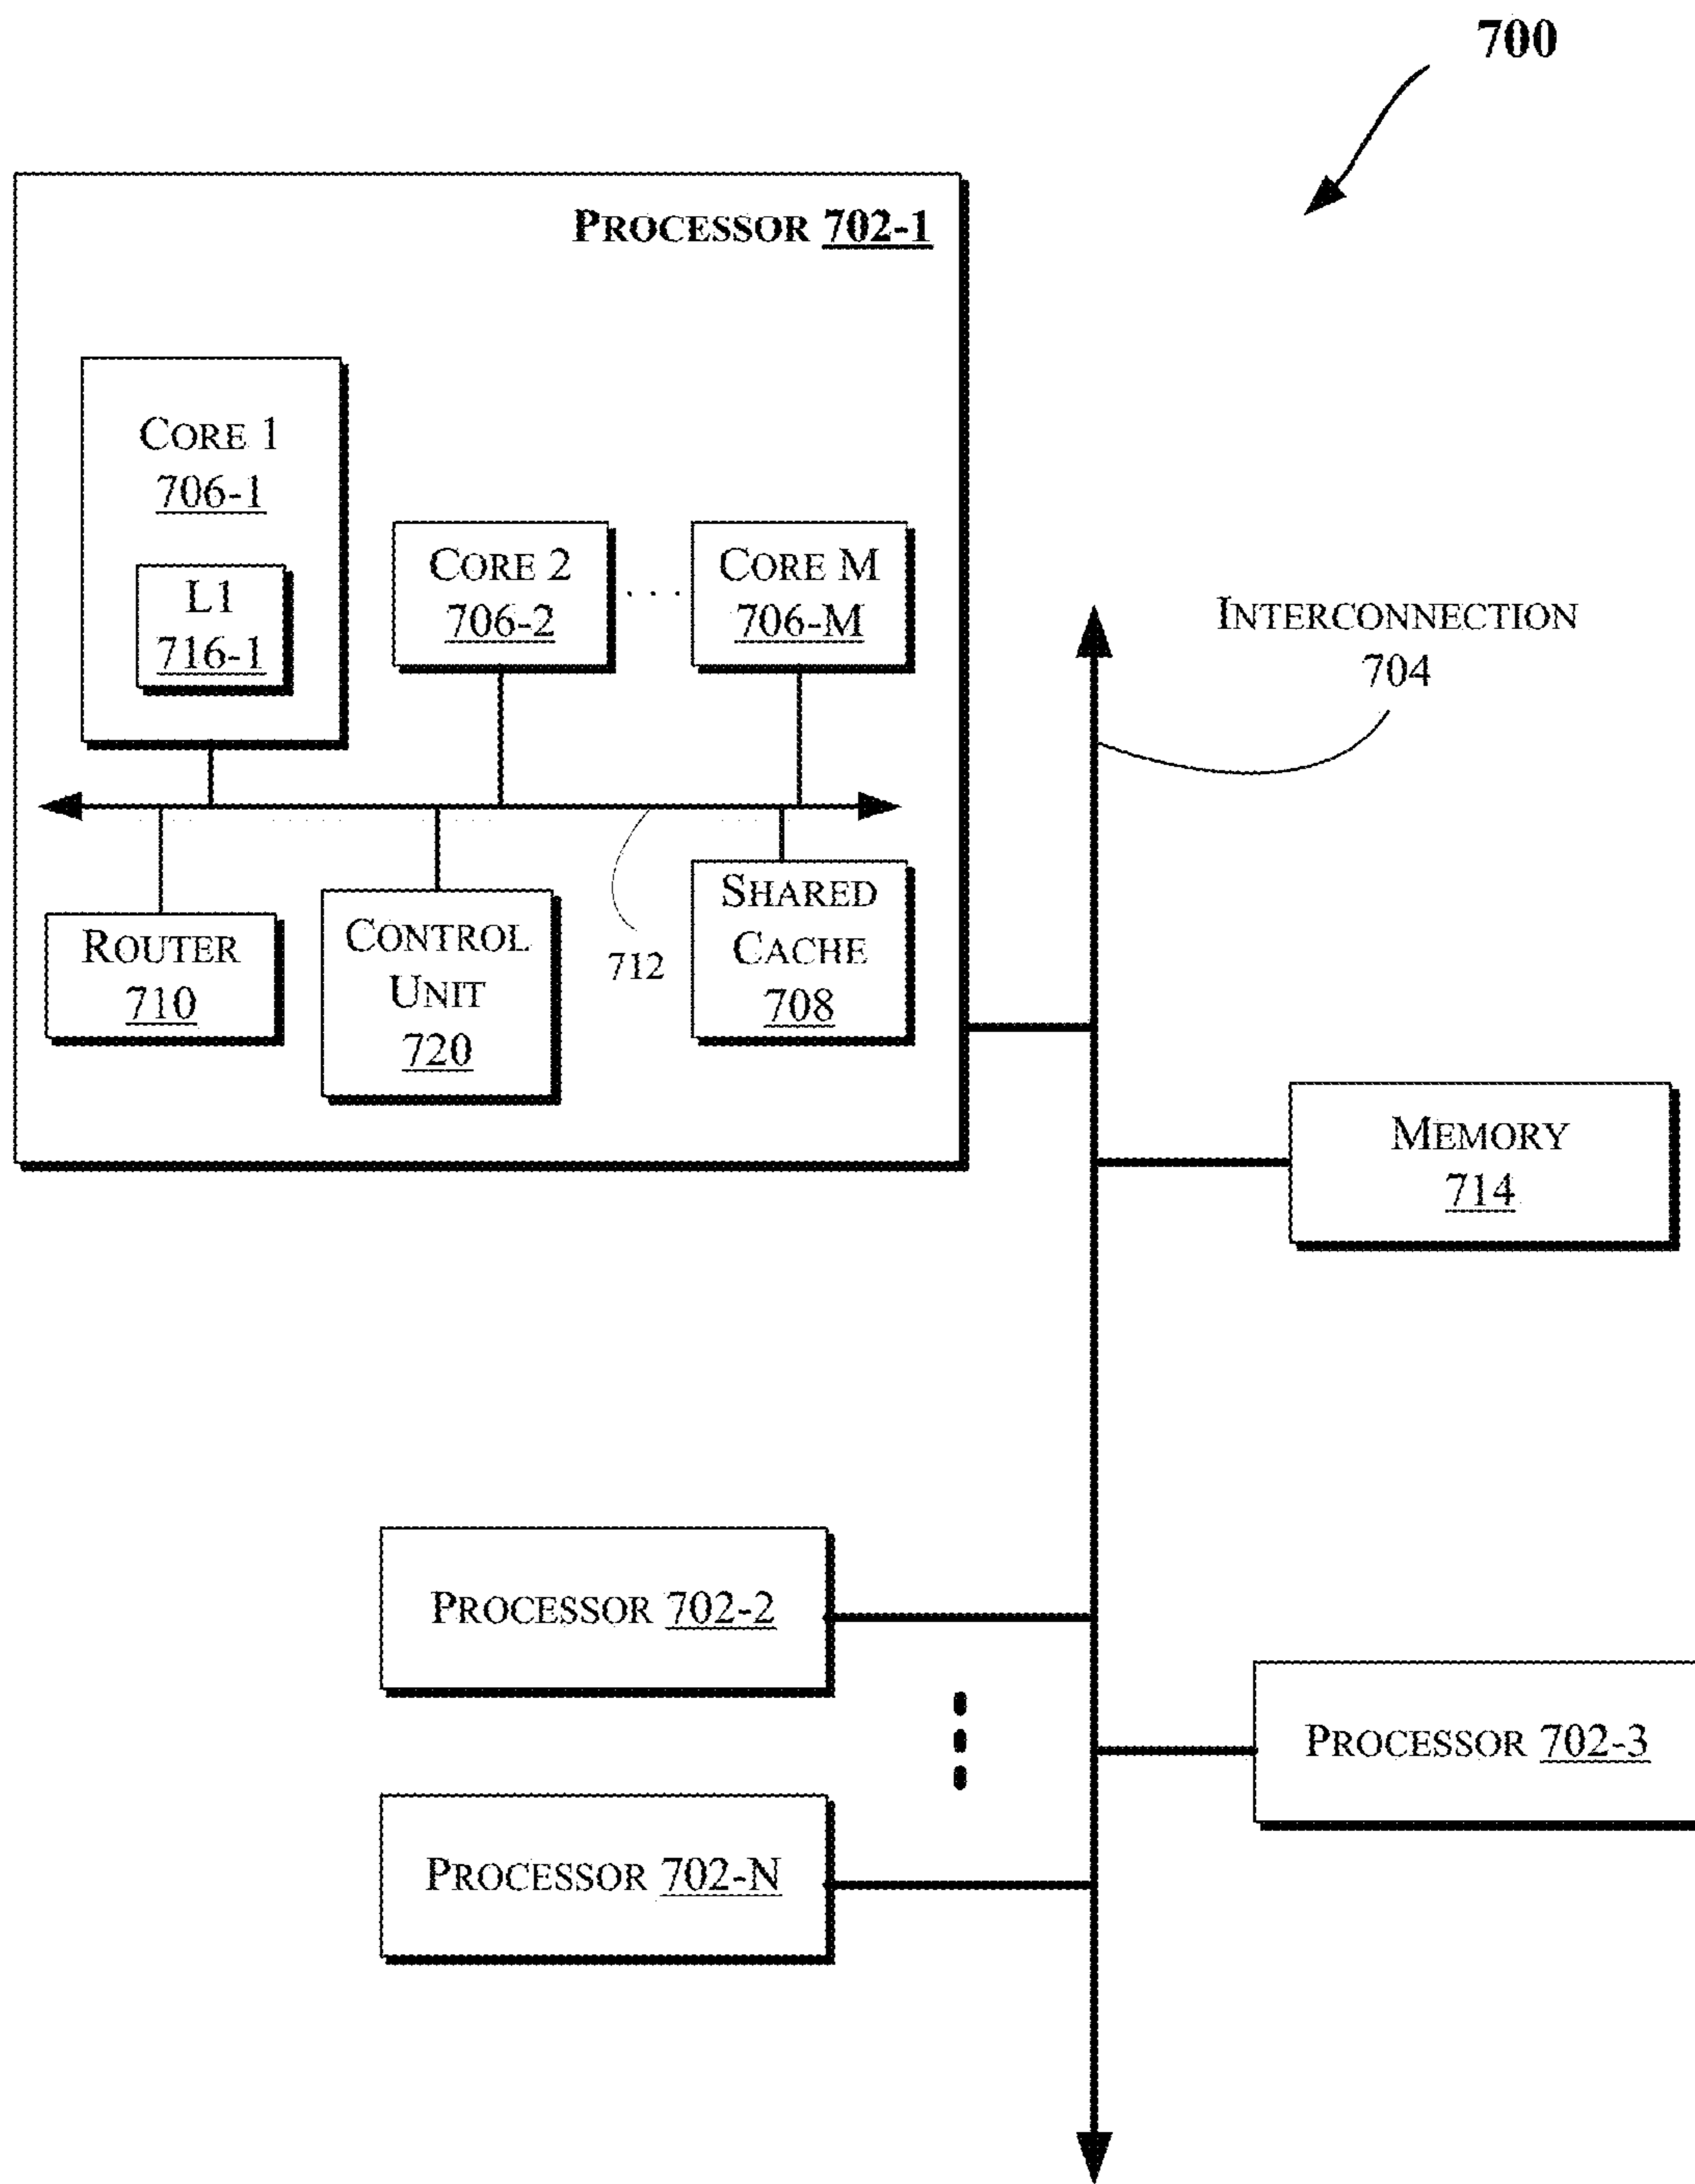 700
PROCESSOR 702-1
CORE 1
706-1
L1
716-1
CORE 2
706-2
. . .
CORE M
706-M
INTERCONNECTION
704
ROUTER
710
CONTROL
UNIT
720
712
SHARED
CACHE
708
MEMORY
714
PROCESSOR 702-2
PROCESSOR 702-3
PROCESSOR 702-N